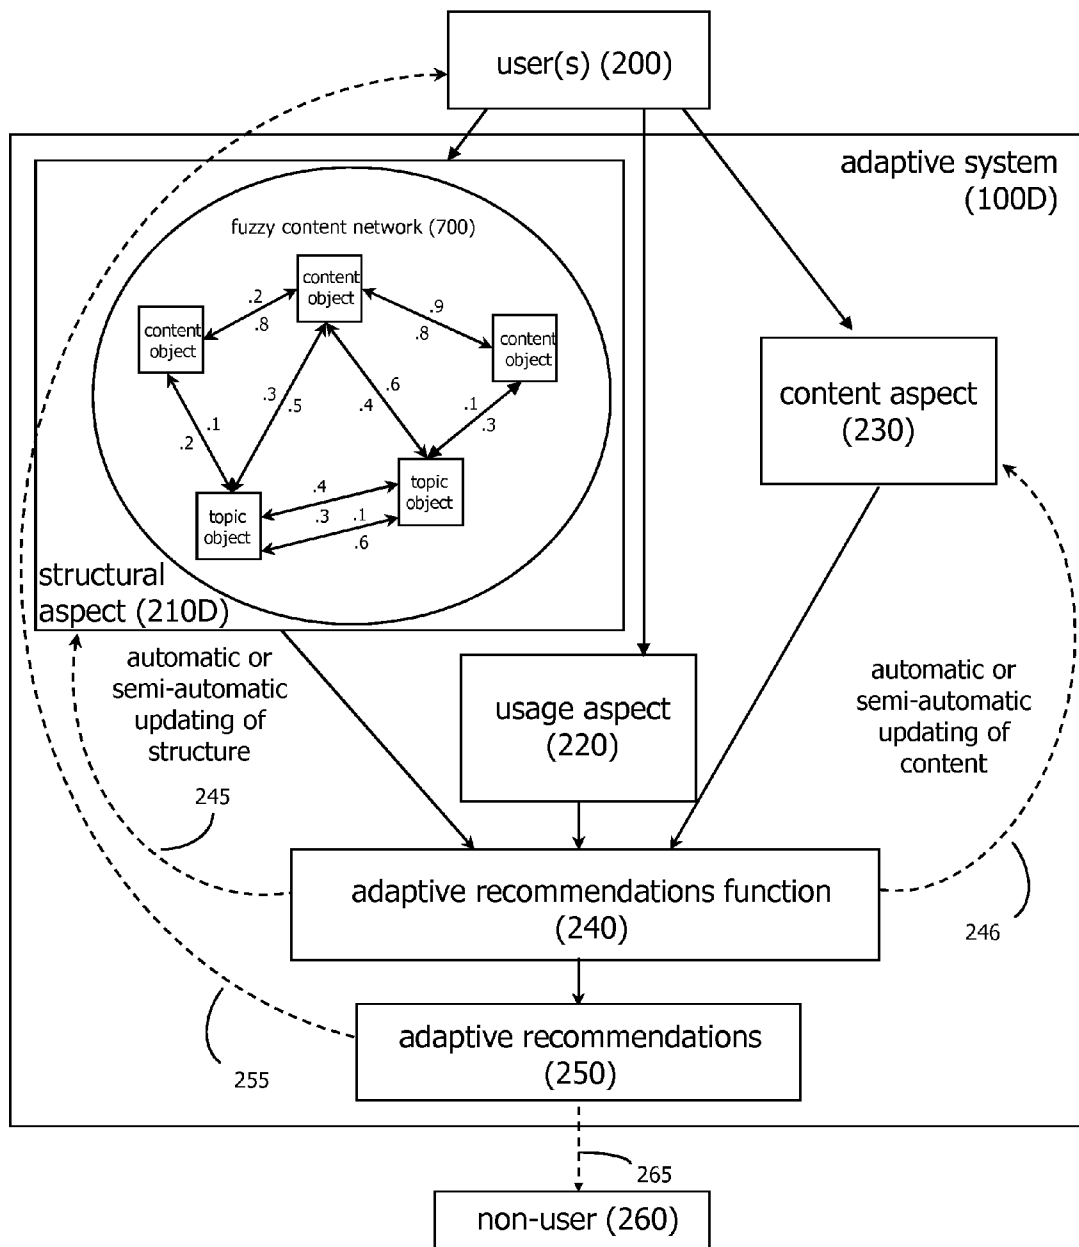 user(s) (200)
adaptive system
(100D)
fuzzy content network (700)
content
object
.2
.8
.9
.8
content
object
content
object
.3
.5
.6
.4
.1
.3
.1
.2
topic
object
.4
.3
.1
.6
topic
object
content aspect
(230)
structural
aspect (210D)
automatic or
semi-automatic
updating of
structure
usage aspect
(220)
automatic or
semi-automatic
updating of
content
245
adaptive recommendations function
(240)
246
adaptive recommendations
(250)
255
265
non-user (260)